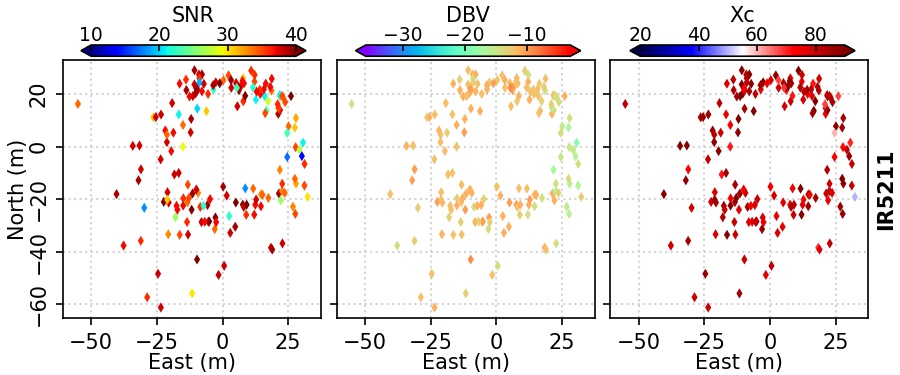 SNR DBV Xc
10 20 30 40 −30 −20 −10 20 40 60 80
20
0
−20
−40
−60
North (m)
IR5211
−50 −25 0 25 −50 −25 0 25 −50 −25 0 25
East (m) East (m) East (m)